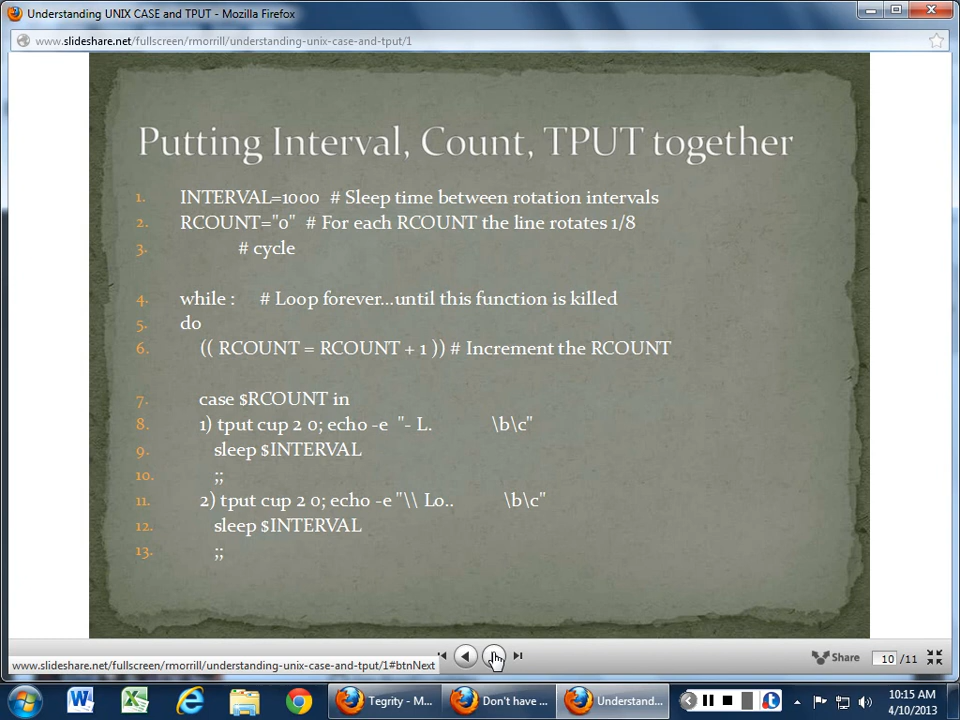 Understanding UNIX CASE and TPUT - Mozilla Firefox
www.slideshare.net/fullscreen/rmorrill/understanding-unix-case-and-tput/1
Putting Interval, Count, TPUT together
1. INTERVAL=1000 # Sleep time between rotation intervals
2. RCOUNT="0" # For each RCOUNT the line rotates 1/8
3. # cycle
4. while : # Loop forever...until this function is killed
5. do
6. (( RCOUNT = RCOUNT + 1 )) # Increment the RCOUNT
7. case $RCOUNT in
8. 1) tput cup 2 0; echo -e "- L. \b\c"
9. sleep $INTERVAL
10. ;;
11. 2) tput cup 2 0; echo -e "\\ Lo.. \b\c"
12. sleep $INTERVAL
13. ;;
Share 10 /11
www.slideshare.net/fullscreen/rmorrill/understanding-unix-case-and-tput/1#btnNext
Tegrity - M... Don't have ... Understand...
10:15 AM
4/10/2013